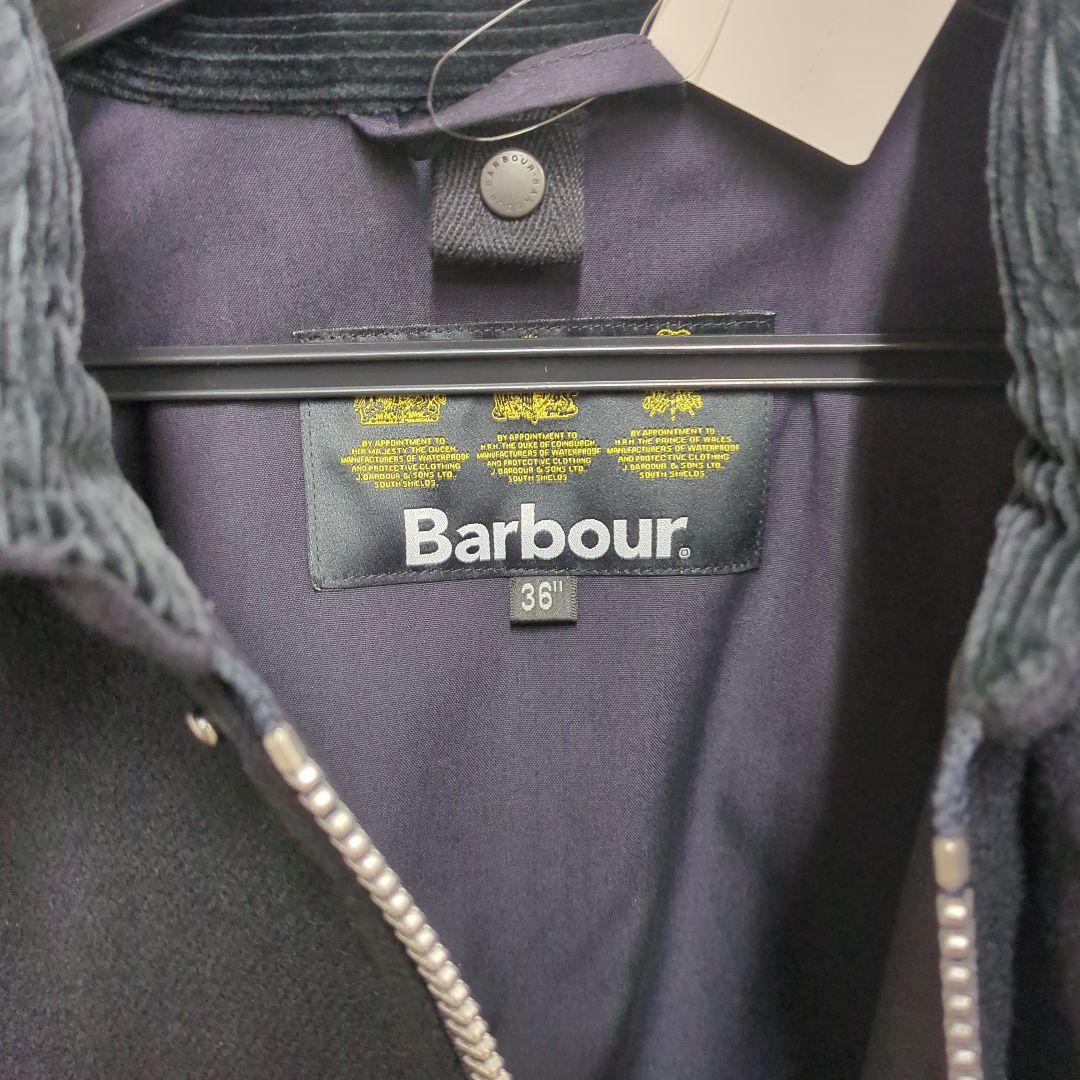 BARBOUR
BY APPOINTMENT TO
HER MAJESTY THE QUEEN.
MANUFACTURERS OF WATERPROOF
AND PROTECTIVE CLOTHING
J.BARBOUR & SONS LTD.,
SOUTH SHIELDS.
BY APPOINTMENT TO
H.R.H. THE DUKE OF EDINBURGH.
MANUFACTURERS OF WATERPROOF
AND PROTECTIVE CLOTHING
J.BARBOUR & SONS LTD.
SOUTH SHIELDS
BY APPOINTMENT TO
H.R.H. THE PRINCE OF WALES.
MANUFACTURERS OF WATERPROOF
AND PROTECTIVE CLOTHING
J.BARBOUR & SONS LTD.
SOUTH SHIELDS.
Barbour®
36"